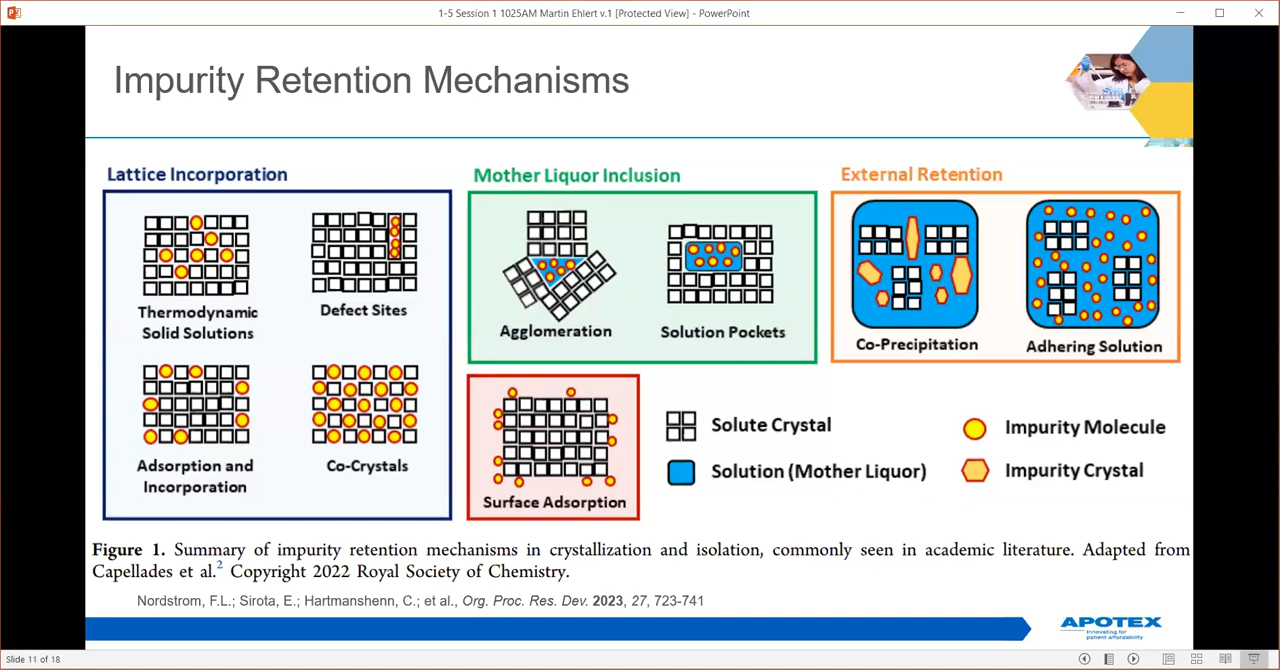 1-5 Session 1 1025AM Martin Ehlert v.1 [Protected View] - PowerPoint
Impurity Retention Mechanisms
Lattice Incorporation
Thermodynamic
Solid Solutions
Defect Sites
Adsorption and
Incorporation
Co-Crystals
Mother Liquor Inclusion
Agglomeration
Solution Pockets
External Retention
Co-Precipitation
Adhering Solution
Surface Adsorption
Solute Crystal
Impurity Molecule
Solution (Mother Liquor)
Impurity Crystal
Figure 1. Summary of impurity retention mechanisms in crystallization and isolation, commonly seen in academic literature. Adapted from
Capellades et al.² Copyright 2022 Royal Society of Chemistry.
Nordstrom, F.L.; Sirota, E.; Hartmanshenn, C.; et al., Org. Proc. Res. Dev. 2023, 27, 723-741
APOTEX
Innovating for
patient affordability
Slide 11 of 18